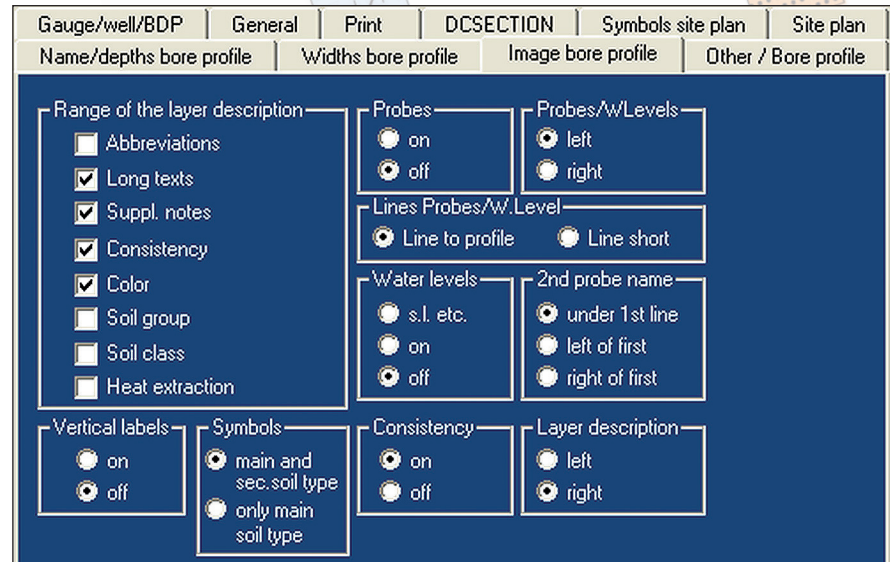 Gauge/well/BDP General Print DCSECTION Symbols site plan Site plan
Name/depths bore profile Widths bore profile Image bore profile Other / Bore profile
Range of the layer description
Abbreviations
Long texts
Suppl. notes
Consistency
Color
Soil group
Soil class
Heat extraction
Probes
on
off
Probes/WLevels
left
right
Lines Probes/W.Level
Line to profile Line short
Water levels
s.l. etc.
on
off
2nd probe name
under 1st line
left of first
right of first
Vertical labels
on
off
Symbols
main and
sec.soil type
only main
soil type
Consistency
on
off
Layer description
left
right